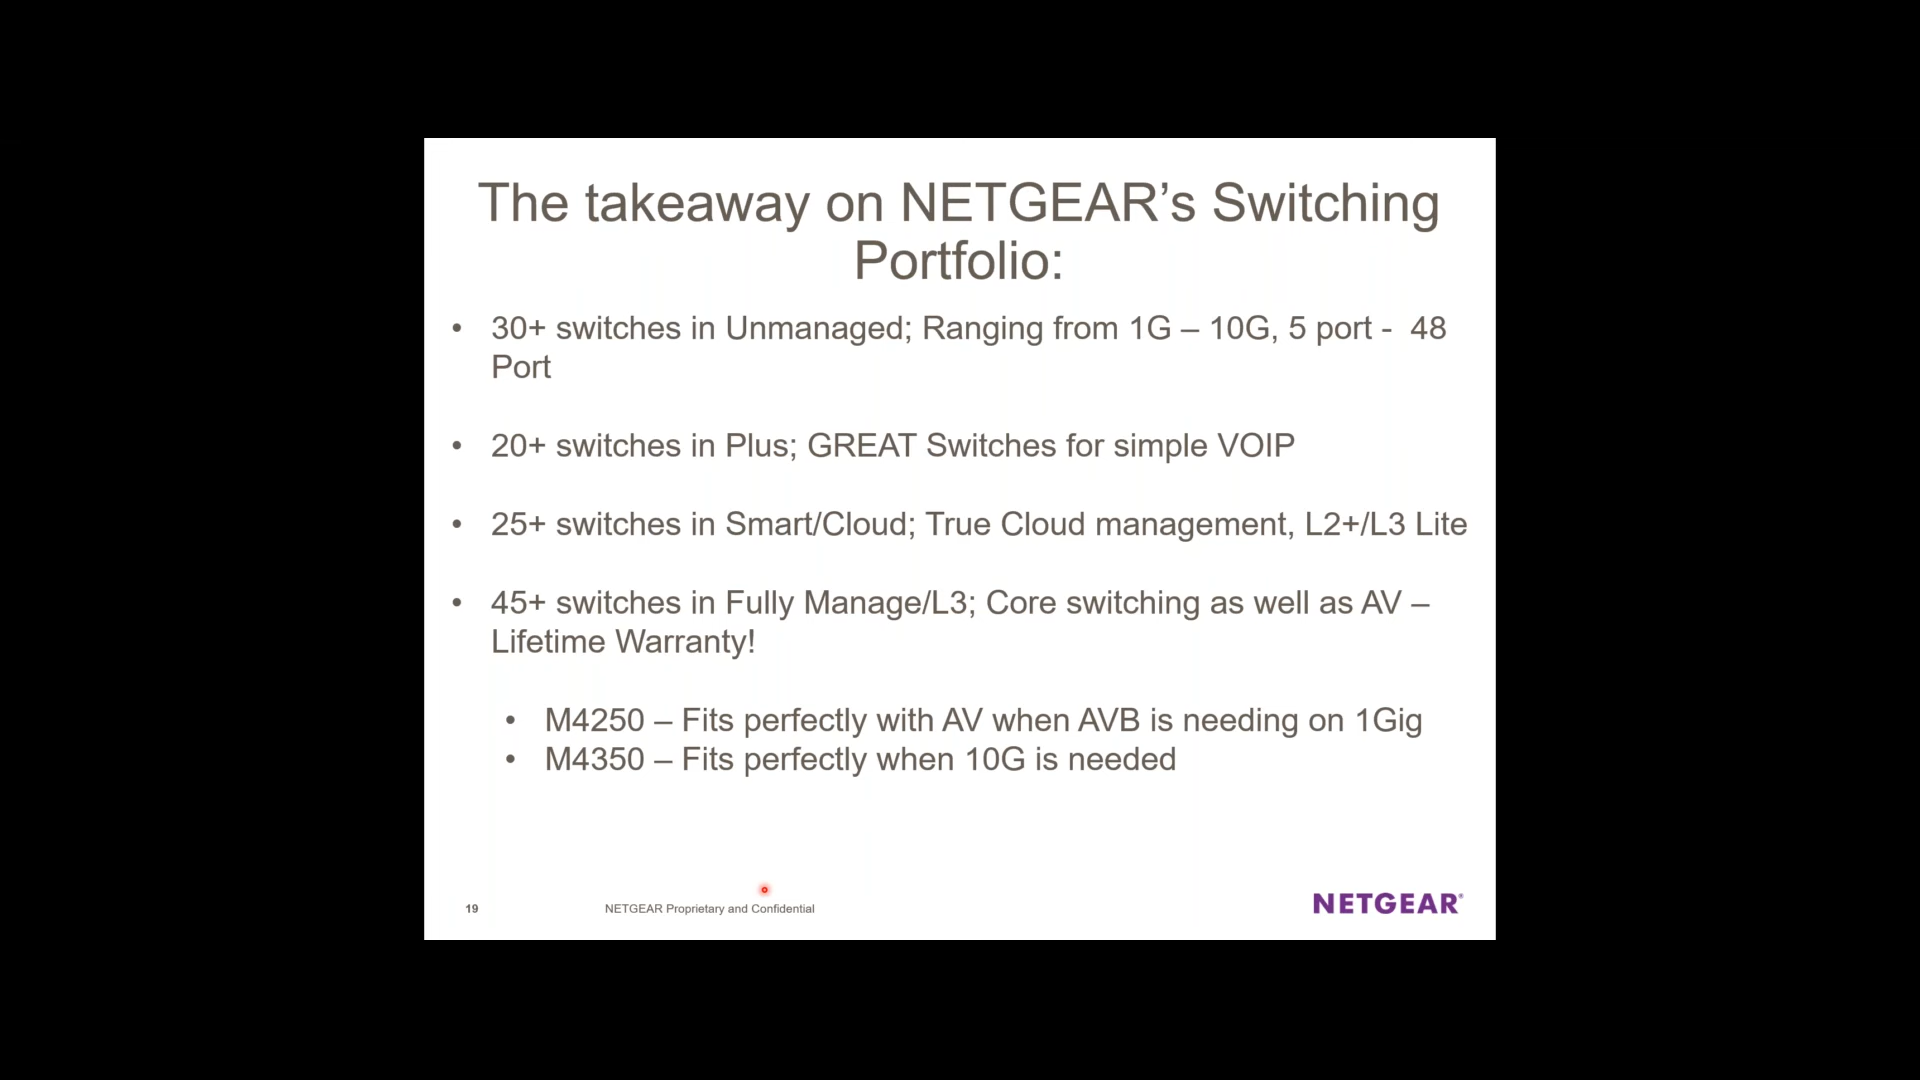 The takeaway on NETGEAR’s Switching
Portfolio:
• 30+ switches in Unmanaged; Ranging from 1G – 10G, 5 port -  48
Port
• 20+ switches in Plus; GREAT Switches for simple VOIP
• 25+ switches in Smart/Cloud; True Cloud management, L2+/L3 Lite
• 45+ switches in Fully Manage/L3; Core switching as well as AV –
Lifetime Warranty!
• M4250 – Fits perfectly with AV when AVB is needing on 1Gig
• M4350 – Fits perfectly when 10G is needed
19
NETGEAR Proprietary and Confidential
NETGEAR®